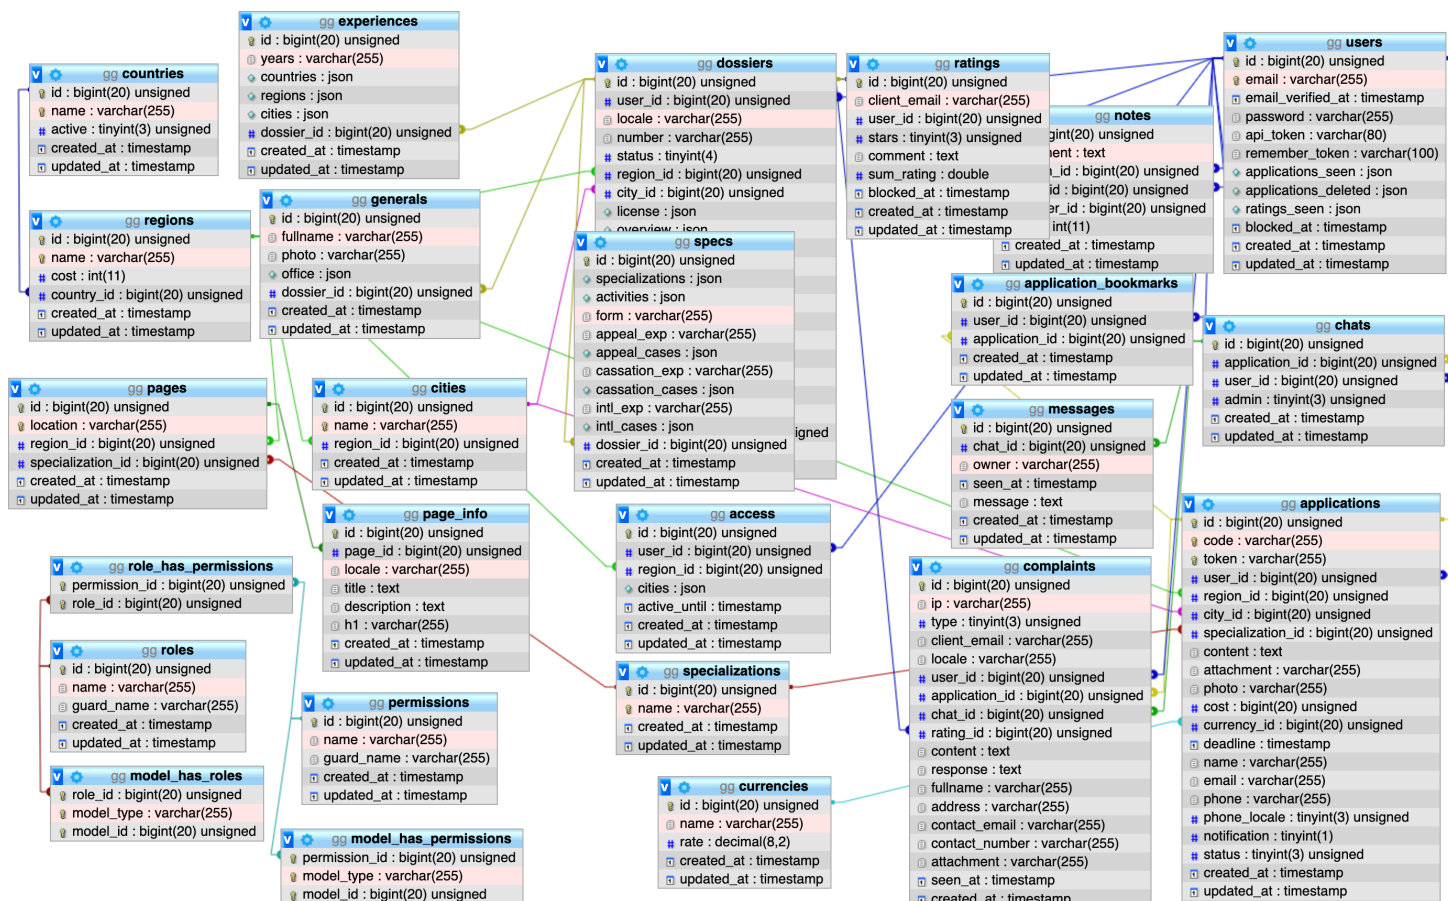 gg experiences
id : bigint(20) unsigned
years : varchar(255)
countries : json
regions : json
cities : json
dossier_id : bigint(20) unsigned
created_at : timestamp
updated_at : timestamp
gg countries
id : bigint(20) unsigned
name : varchar(255)
active : tinyint(3) unsigned
created_at : timestamp
updated_at : timestamp
gg regions
id : bigint(20) unsigned
name : varchar(255)
cost : int(11)
country_id : bigint(20) unsigned
created_at : timestamp
updated_at : timestamp
gg generals
id : bigint(20) unsigned
fullname : varchar(255)
photo : varchar(255)
office : json
dossier_id : bigint(20) unsigned
created_at : timestamp
updated_at : timestamp
gg dossiers
id : bigint(20) unsigned
user_id : bigint(20) unsigned
locale : varchar(255)
number : varchar(255)
status : tinyint(4)
region_id : bigint(20) unsigned
city_id : bigint(20) unsigned
license : json
overview : json
igned
gg specs
id : bigint(20) unsigned
specializations : json
activities : json
form : varchar(255)
appeal_exp : varchar(255)
appeal_cases : json
cassation_exp : varchar(255)
cassation_cases : json
intl_exp : varchar(255)
intl_cases : json
dossier_id : bigint(20) unsigned
created_at : timestamp
updated_at : timestamp
gg ratings
id : bigint(20) unsigned
client_email : varchar(255)
user_id : bigint(20) unsigned
stars : tinyint(3) unsigned
comment : text
sum_rating : double
blocked_at : timestamp
created_at : timestamp
updated_at : timestamp
gg notes
igint(20) unsigned
ent : text
_id : bigint(20) unsigned
id : bigint(20) unsigned
er_id : bigint(20) unsigned
int(11)
created_at : timestamp
updated_at : timestamp
gg users
id : bigint(20) unsigned
email : varchar(255)
email_verified_at : timestamp
password : varchar(255)
api_token : varchar(80)
remember_token : varchar(100)
applications_seen : json
applications_deleted : json
ratings_seen : json
blocked_at : timestamp
created_at : timestamp
updated_at : timestamp
gg application_bookmarks
id : bigint(20) unsigned
user_id : bigint(20) unsigned
application_id : bigint(20) unsigned
created_at : timestamp
updated_at : timestamp
gg chats
id : bigint(20) unsigned
application_id : bigint(20) unsigned
user_id : bigint(20) unsigned
admin : tinyint(3) unsigned
created_at : timestamp
updated_at : timestamp
gg pages
id : bigint(20) unsigned
location : varchar(255)
region_id : bigint(20) unsigned
specialization_id : bigint(20) unsigned
created_at : timestamp
updated_at : timestamp
gg cities
id : bigint(20) unsigned
name : varchar(255)
region_id : bigint(20) unsigned
created_at : timestamp
updated_at : timestamp
gg messages
id : bigint(20) unsigned
chat_id : bigint(20) unsigned
owner : varchar(255)
seen_at : timestamp
message : text
created_at : timestamp
updated_at : timestamp
gg page_info
id : bigint(20) unsigned
page_id : bigint(20) unsigned
locale : varchar(255)
title : text
description : text
h1 : varchar(255)
created_at : timestamp
updated_at : timestamp
gg access
id : bigint(20) unsigned
user_id : bigint(20) unsigned
region_id : bigint(20) unsigned
cities : json
active_until : timestamp
created_at : timestamp
updated_at : timestamp
gg applications
id : bigint(20) unsigned
code : varchar(255)
token : varchar(255)
user_id : bigint(20) unsigned
region_id : bigint(20) unsigned
city_id : bigint(20) unsigned
specialization_id : bigint(20) unsigned
content : text
attachment : varchar(255)
photo : varchar(255)
cost : bigint(20) unsigned
currency_id : bigint(20) unsigned
deadline : timestamp
name : varchar(255)
email : varchar(255)
phone : varchar(255)
phone_locale : tinyint(3) unsigned
notification : tinyint(1)
status : tinyint(3) unsigned
created_at : timestamp
updated_at : timestamp
gg complaints
id : bigint(20) unsigned
ip : varchar(255)
type : tinyint(3) unsigned
client_email : varchar(255)
locale : varchar(255)
user_id : bigint(20) unsigned
application_id : bigint(20) unsigned
chat_id : bigint(20) unsigned
rating_id : bigint(20) unsigned
content : text
response : text
fullname : varchar(255)
address : varchar(255)
contact_email : varchar(255)
contact_number : varchar(255)
attachment : varchar(255)
seen_at : timestamp
created_at : timestamp
gg role_has_permissions
permission_id : bigint(20) unsigned
role_id : bigint(20) unsigned
gg roles
id : bigint(20) unsigned
name : varchar(255)
guard_name : varchar(255)
created_at : timestamp
updated_at : timestamp
gg specializations
id : bigint(20) unsigned
name : varchar(255)
created_at : timestamp
updated_at : timestamp
gg permissions
id : bigint(20) unsigned
name : varchar(255)
guard_name : varchar(255)
created_at : timestamp
updated_at : timestamp
gg model_has_roles
role_id : bigint(20) unsigned
model_type : varchar(255)
model_id : bigint(20) unsigned
gg currencies
id : bigint(20) unsigned
name : varchar(255)
rate : decimal(8,2)
created_at : timestamp
updated_at : timestamp
gg model_has_permissions
permission_id : bigint(20) unsigned
model_type : varchar(255)
model_id : bigint(20) unsigned